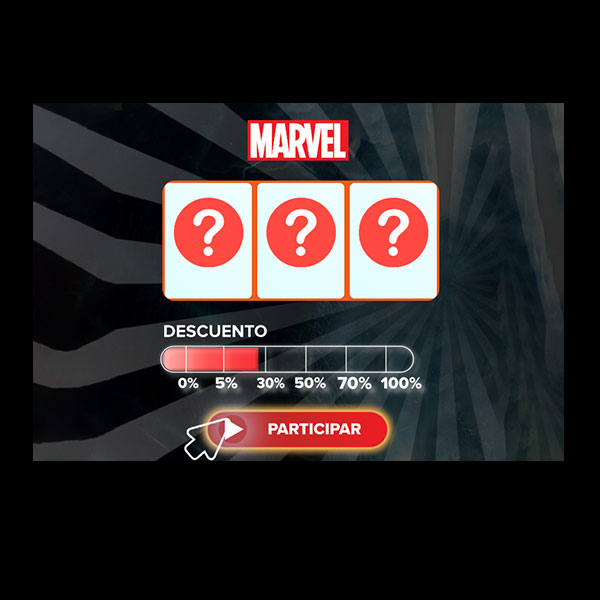 MARVEL
? ? ?
DESCUENTO
0% 5% 30% 50% 70% 100%
PARTICIPAR